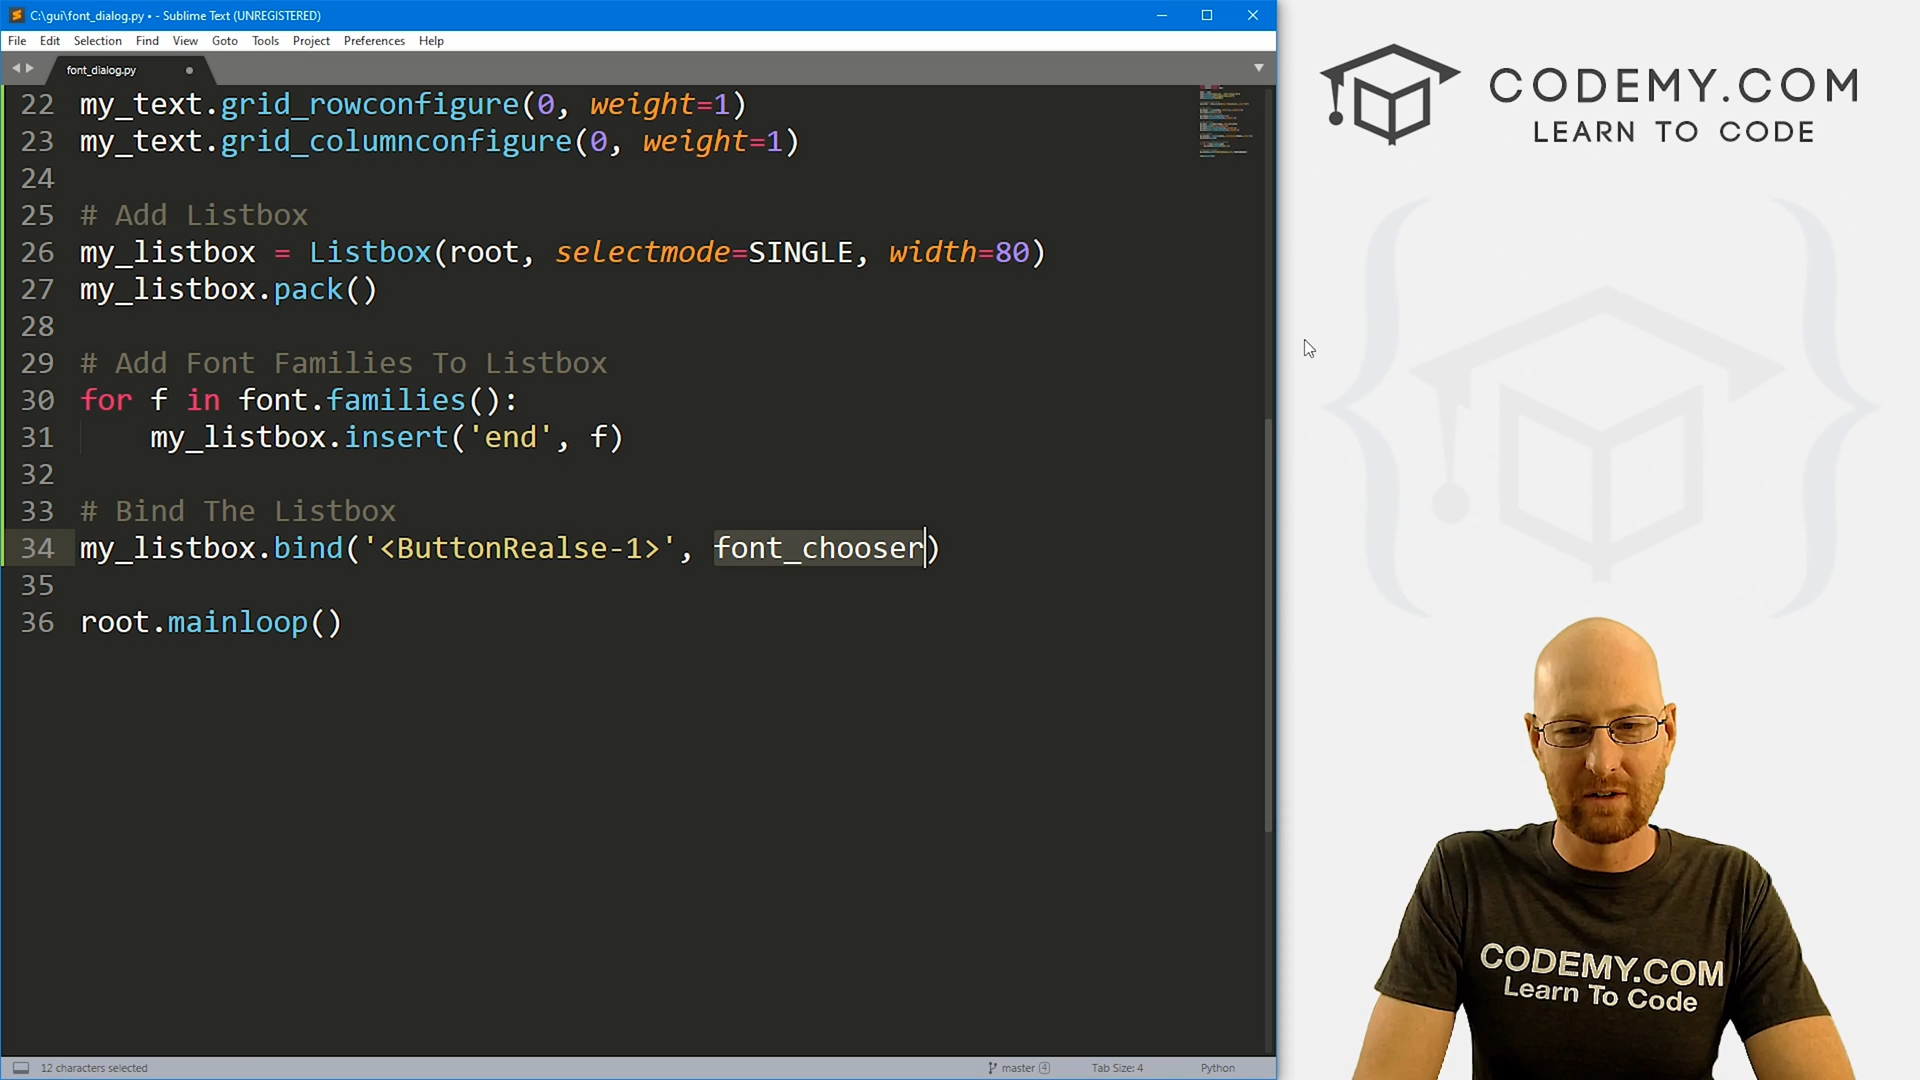 C:\gui\font_dialog.py • - Sublime Text (UNREGISTERED)
File Edit Selection Find View Goto Tools Project Preferences Help
font_dialog.py
22 my_text.grid_rowconfigure(0, weight=1)
23 my_text.grid_columnconfigure(0, weight=1)
24
25 # Add Listbox
26 my_listbox = Listbox(root, selectmode=SINGLE, width=80)
27 my_listbox.pack()
28
29 # Add Font Families To Listbox
30 for f in font.families():
31 my_listbox.insert('end', f)
32
33 # Bind The Listbox
34 my_listbox.bind('<ButtonRealse-1>', font_chooser)
35
36 root.mainloop()
12 characters selected
master 4
Tab Size: 4
Python
CODEMY.COM
LEARN TO CODE
CODEMY.COM
Learn To Code